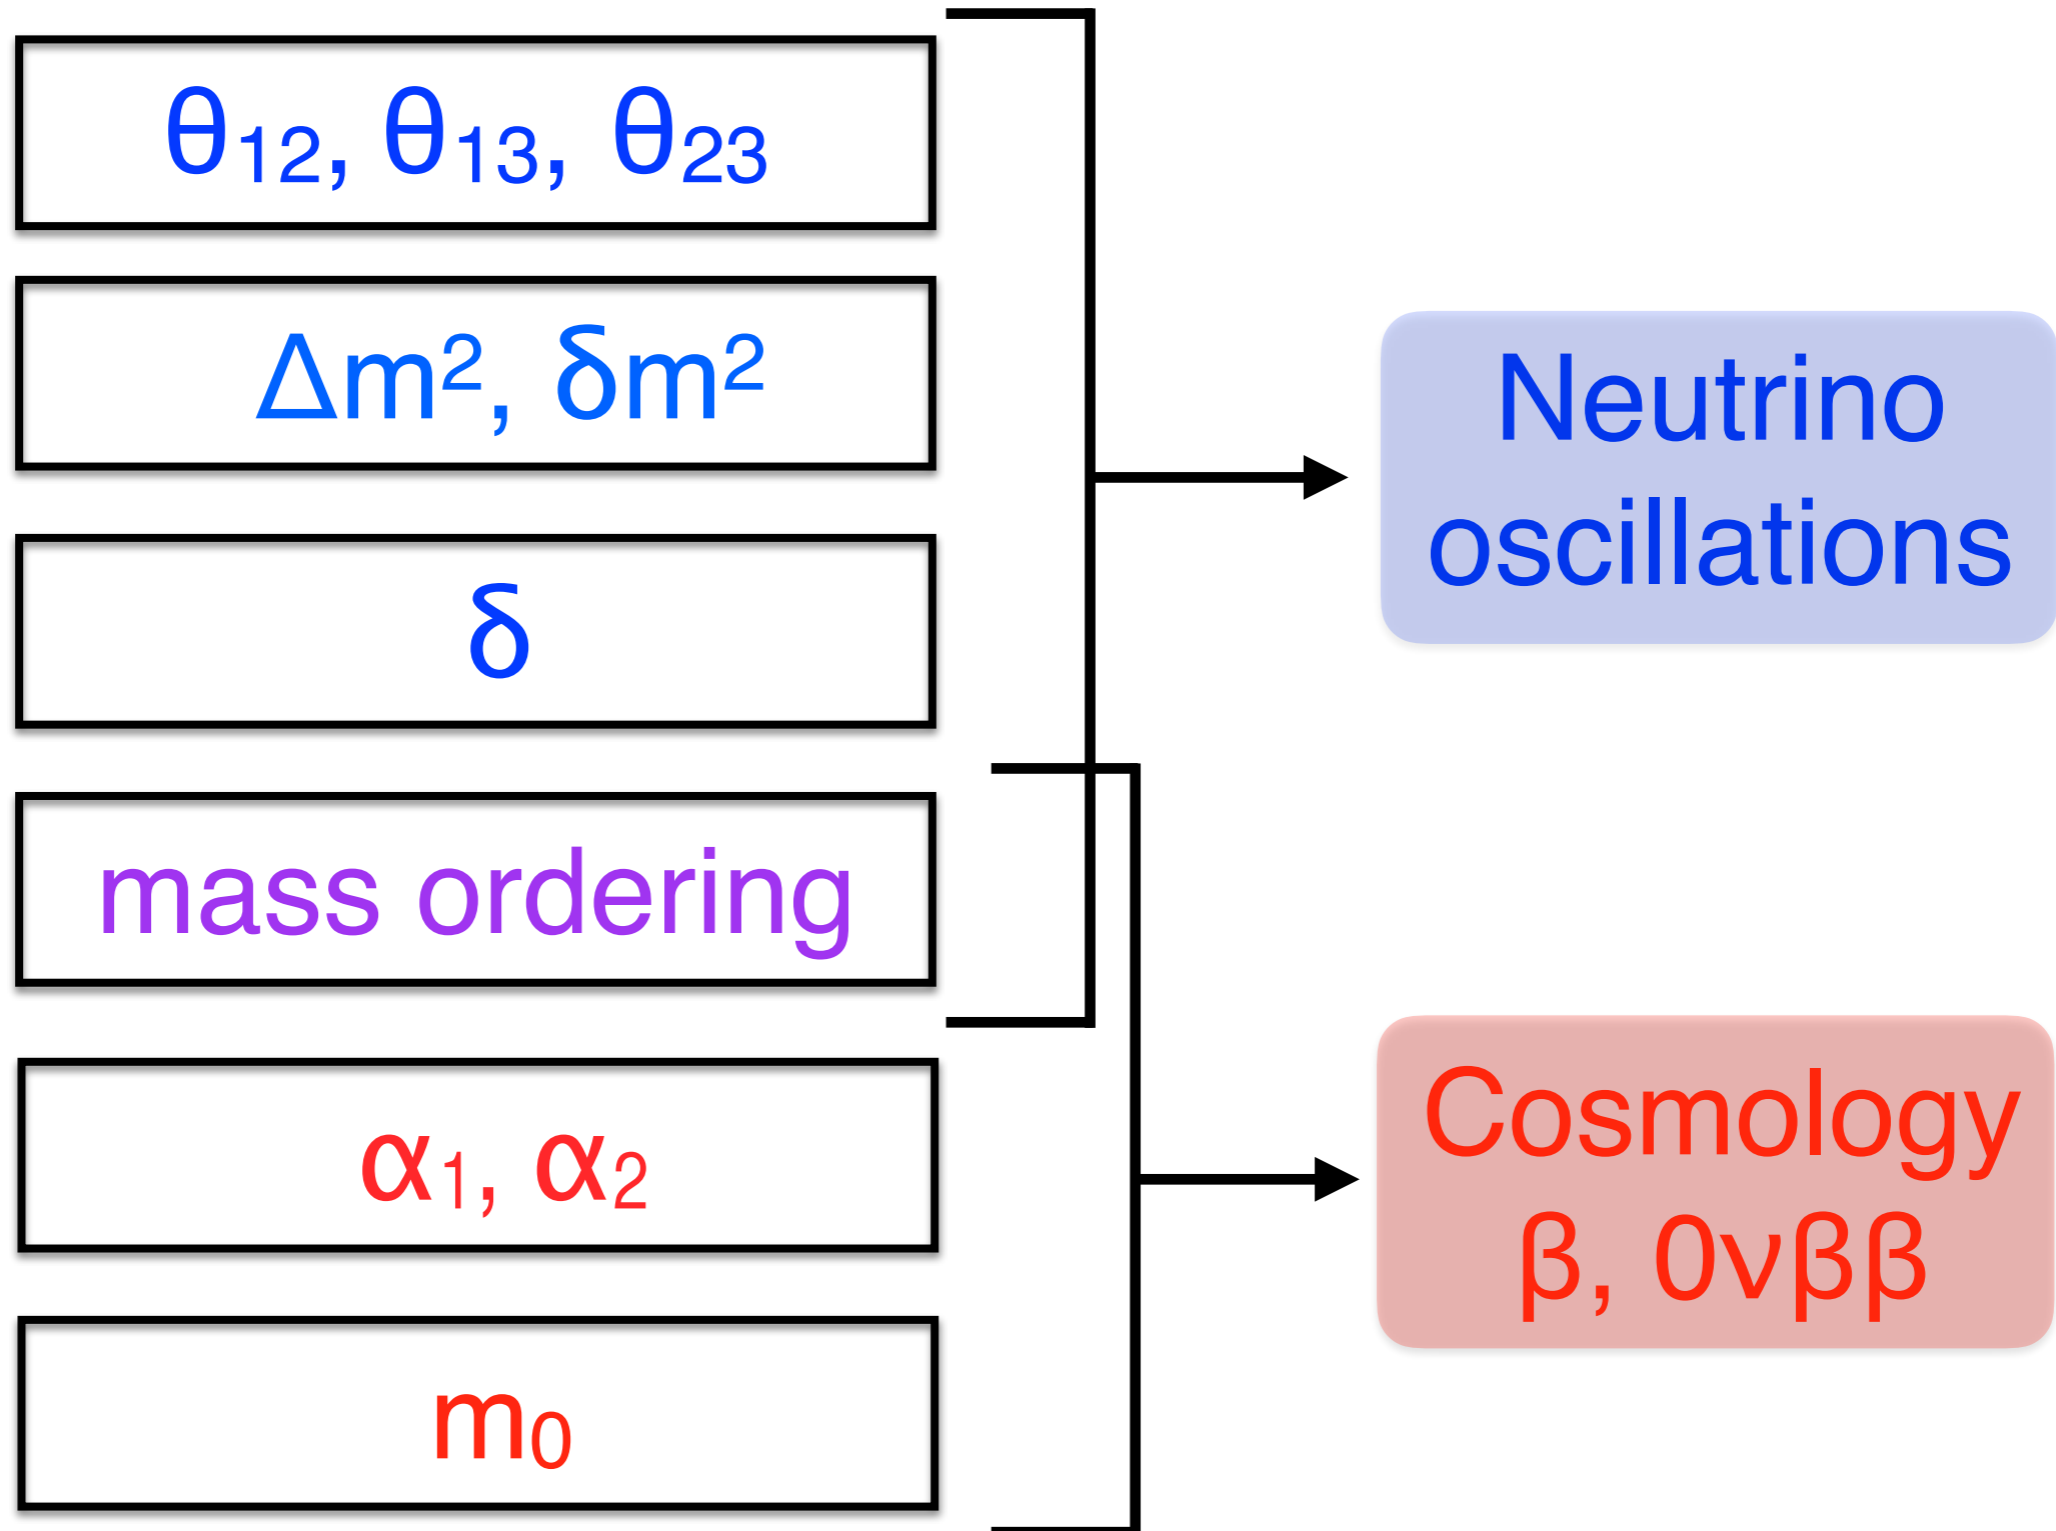 θ₁₂, θ₁₃, θ₂₃
Δm², δm²
δ
mass ordering
α₁, α₂
m₀
Neutrino
oscillations
Cosmology
β, 0νββ